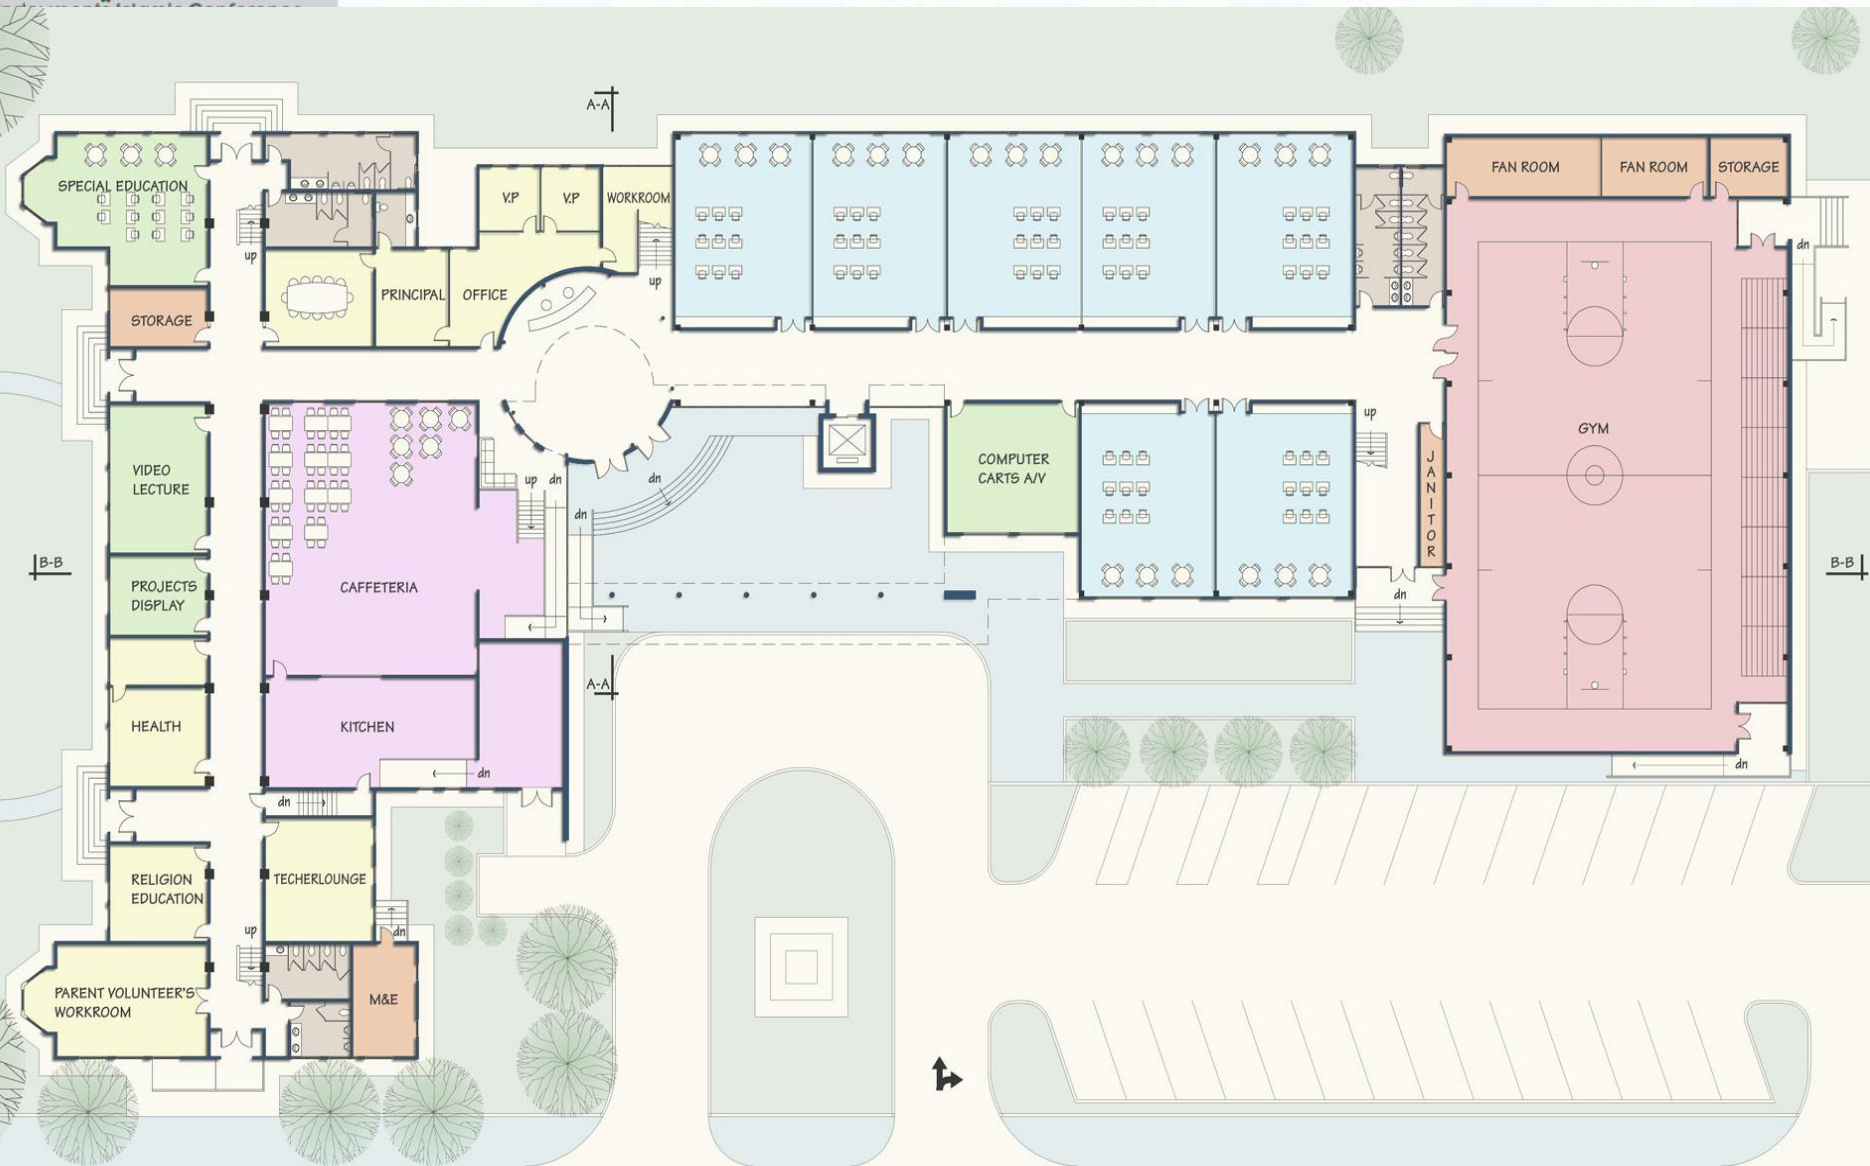 A-A
SPECIAL EDUCATION
V.P
V.P
WORKROOM
FAN ROOM
FAN ROOM
STORAGE
up
up
dn
PRINCIPAL
OFFICE
STORAGE
VIDEO
LECTURE
up
GYM
COMPUTER
CARTS A/V
JANITOR
up
dn
dn
dn
B-B
B-B
PROJECTS
DISPLAY
CAFFETERIA
dn
A-A
HEALTH
KITCHEN
dn
dn
dn
RELIGION
EDUCATION
TECHERLOUNGE
up
dn
PARENT VOLUNTEER'S
WORKROOM
M&E